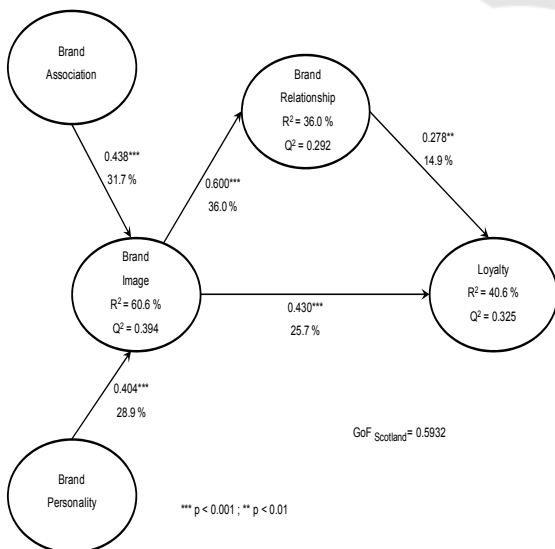 Brand
Association
Brand
Relationship
R² = 36.0 %
Q² = 0.292
0.438***
31.7 %
0.600***
36.0 %
0.278**
14.9 %
Brand
Image
R² = 60.6 %
Q² = 0.394
0.430***
25.7 %
Loyalty
R² = 40.6 %
Q² = 0.325
0.404***
28.9 %
GoF Scotland = 0.5932
Brand
Personality
*** p < 0.001 ; ** p < 0.01